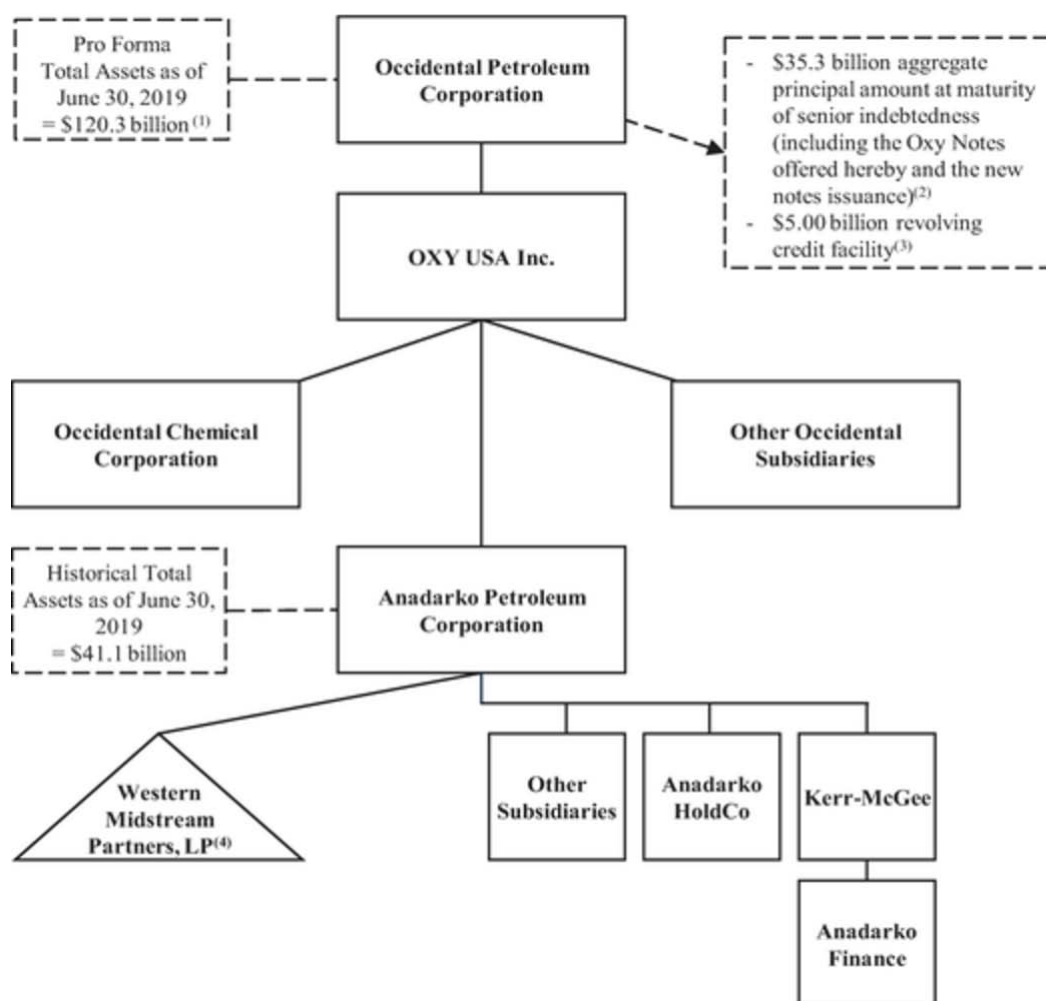 Pro Forma
Total Assets as of
June 30, 2019
= $120.3 billion (1)
Occidental Petroleum
Corporation
- $35.3 billion aggregate
principal amount at maturity
of senior indebtedness
(including the Oxy Notes
offered hereby and the new
notes issuance)(2)
- $5.00 billion revolving
credit facility(3)
OXY USA Inc.
Occidental Chemical
Corporation
Other Occidental
Subsidiaries
Historical Total
Assets as of June 30,
2019
= $41.1 billion
Anadarko Petroleum
Corporation
Western
Midstream
Partners, LP(4)
Other
Subsidiaries
Anadarko
HoldCo
Kerr-McGee
Anadarko
Finance